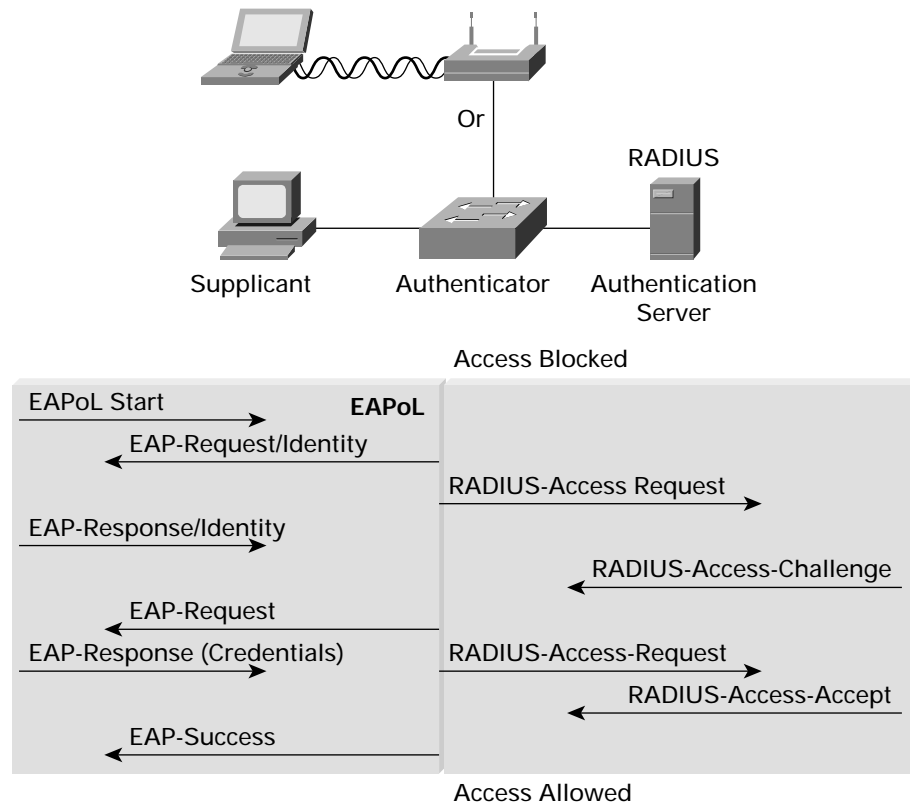 Or
RADIUS
Supplicant
Authenticator
Authentication
Server
Access Blocked
EAPoL Start
EAPoL
EAP-Request/Identity
RADIUS-Access Request
EAP-Response/Identity
RADIUS-Access-Challenge
EAP-Request
EAP-Response (Credentials)
RADIUS-Access-Request
RADIUS-Access-Accept
EAP-Success
Access Allowed